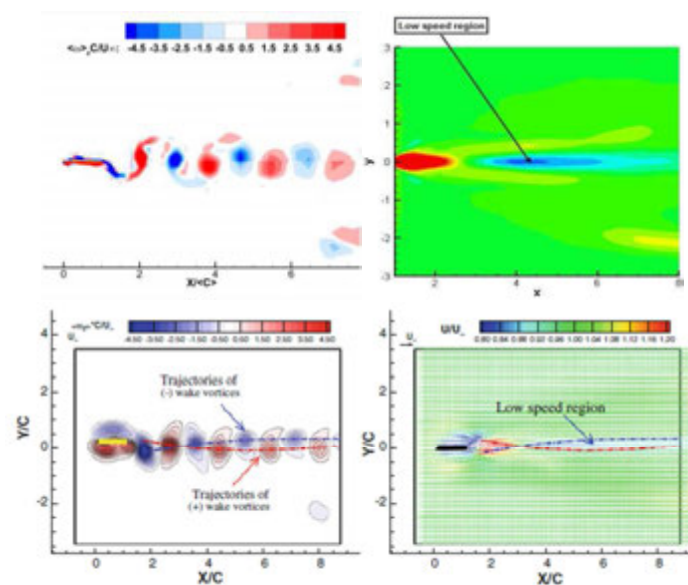 -4.5 -3.5 -2.5 -1.5 -0.5 0.5 1.5 2.5 3.5 4.5
0 2 4 6
X/<C>
Low speed region
3
2
1
0
-1
-2
-3
y
2 4 6 8
x
-4.50 -3.50 -2.50 -1.50 -0.50 0.50 1.50 2.50 3.50 4.50
Trajectories of
(-) wake vortices
Trajectories of
(+) wake vortices
4
2
0
-2
Y/C
0 1 2 3 4 5 6 7 8
X/C
U/U∞
0.80 0.84 0.88 0.92 0.96 1.00 1.04 1.08 1.12 1.16 1.20
Low speed region
4
2
0
-2
Y/C
0 2 4 6 8
X/C